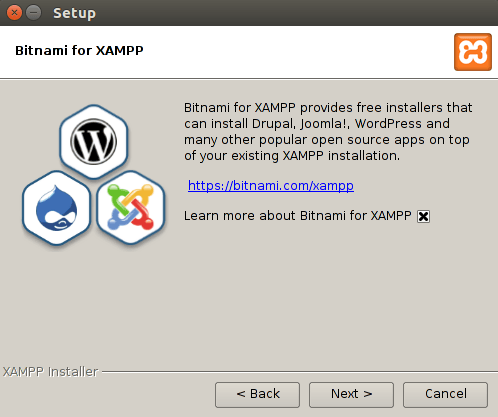 Setup
Bitnami for XAMPP
Bitnami for XAMPP provides free installers that
can install Drupal, Joomla!, WordPress and
many other popular open source apps on top
of your existing XAMPP installation.
https://bitnami.com/xampp
Learn more about Bitnami for XAMPP
XAMPP Installer
< Back
Next >
Cancel